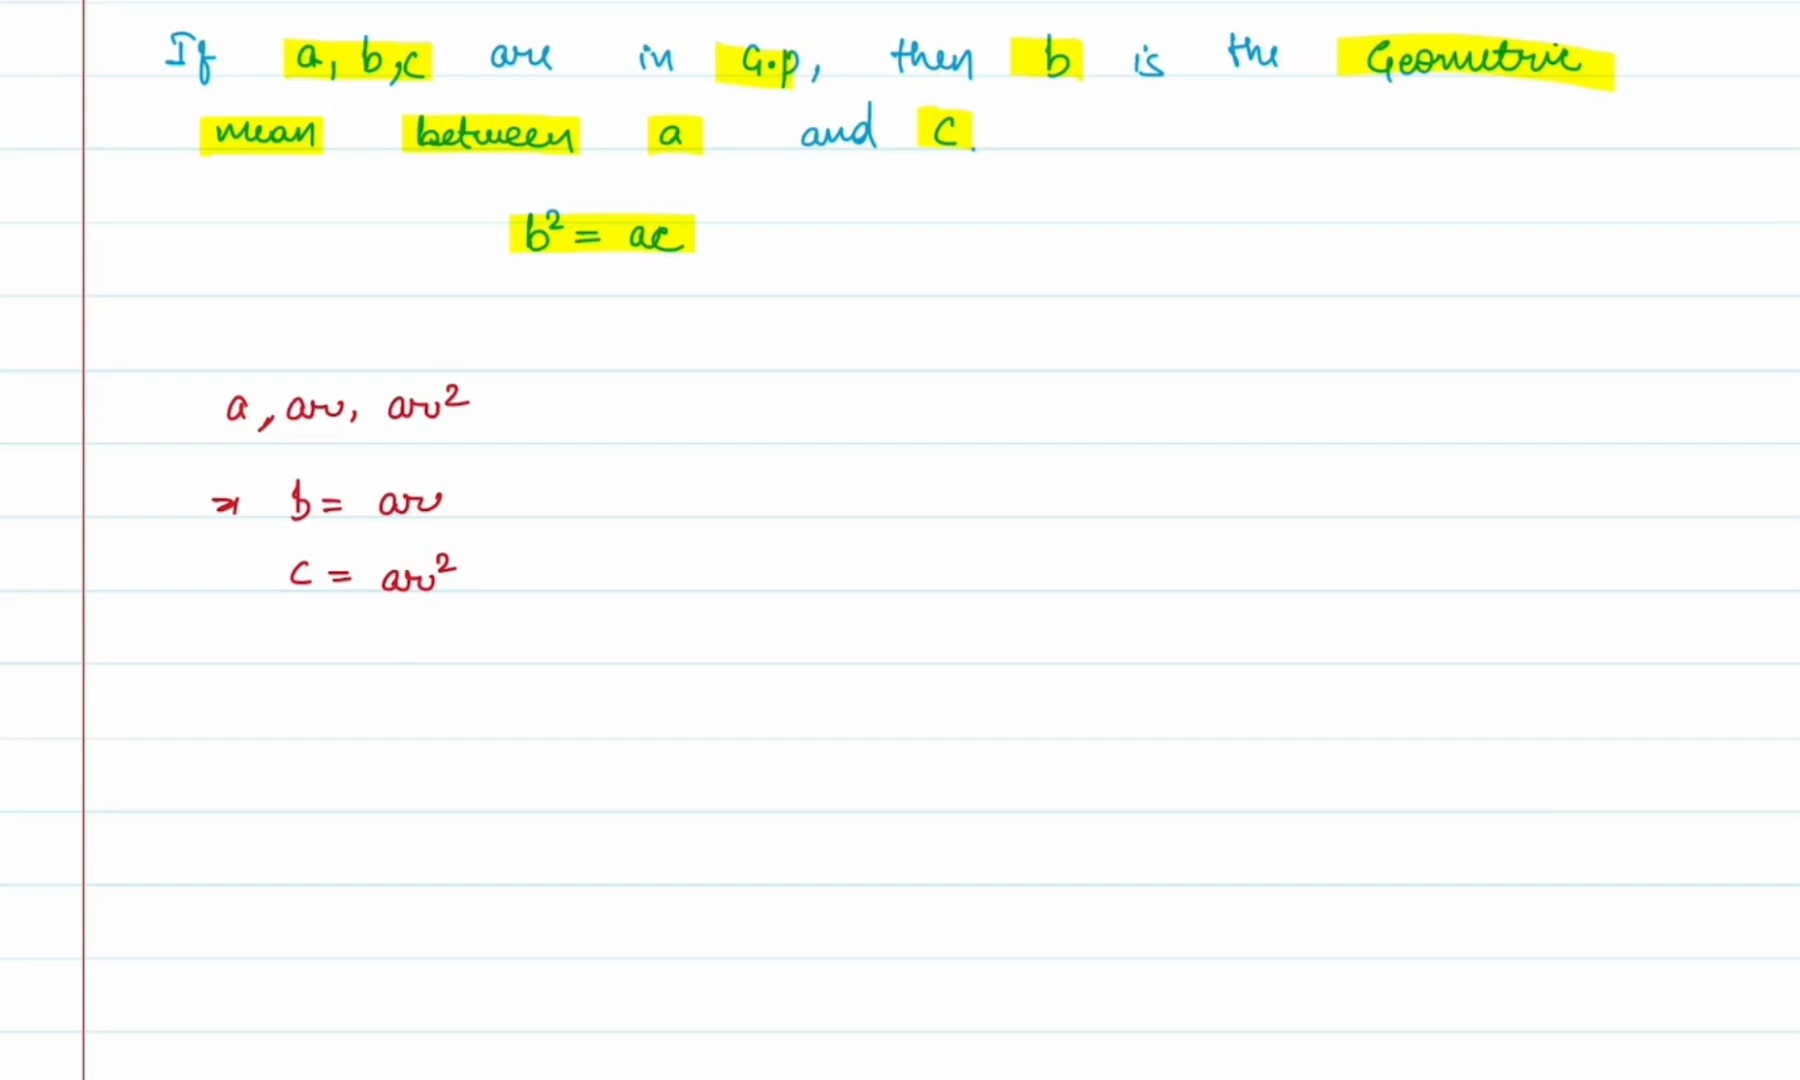 If a, b, c are in G.p, then b is the Geometric
mean between a and c.
b² = ac
a, ar, ar²
⇒ b = ar
c = ar²